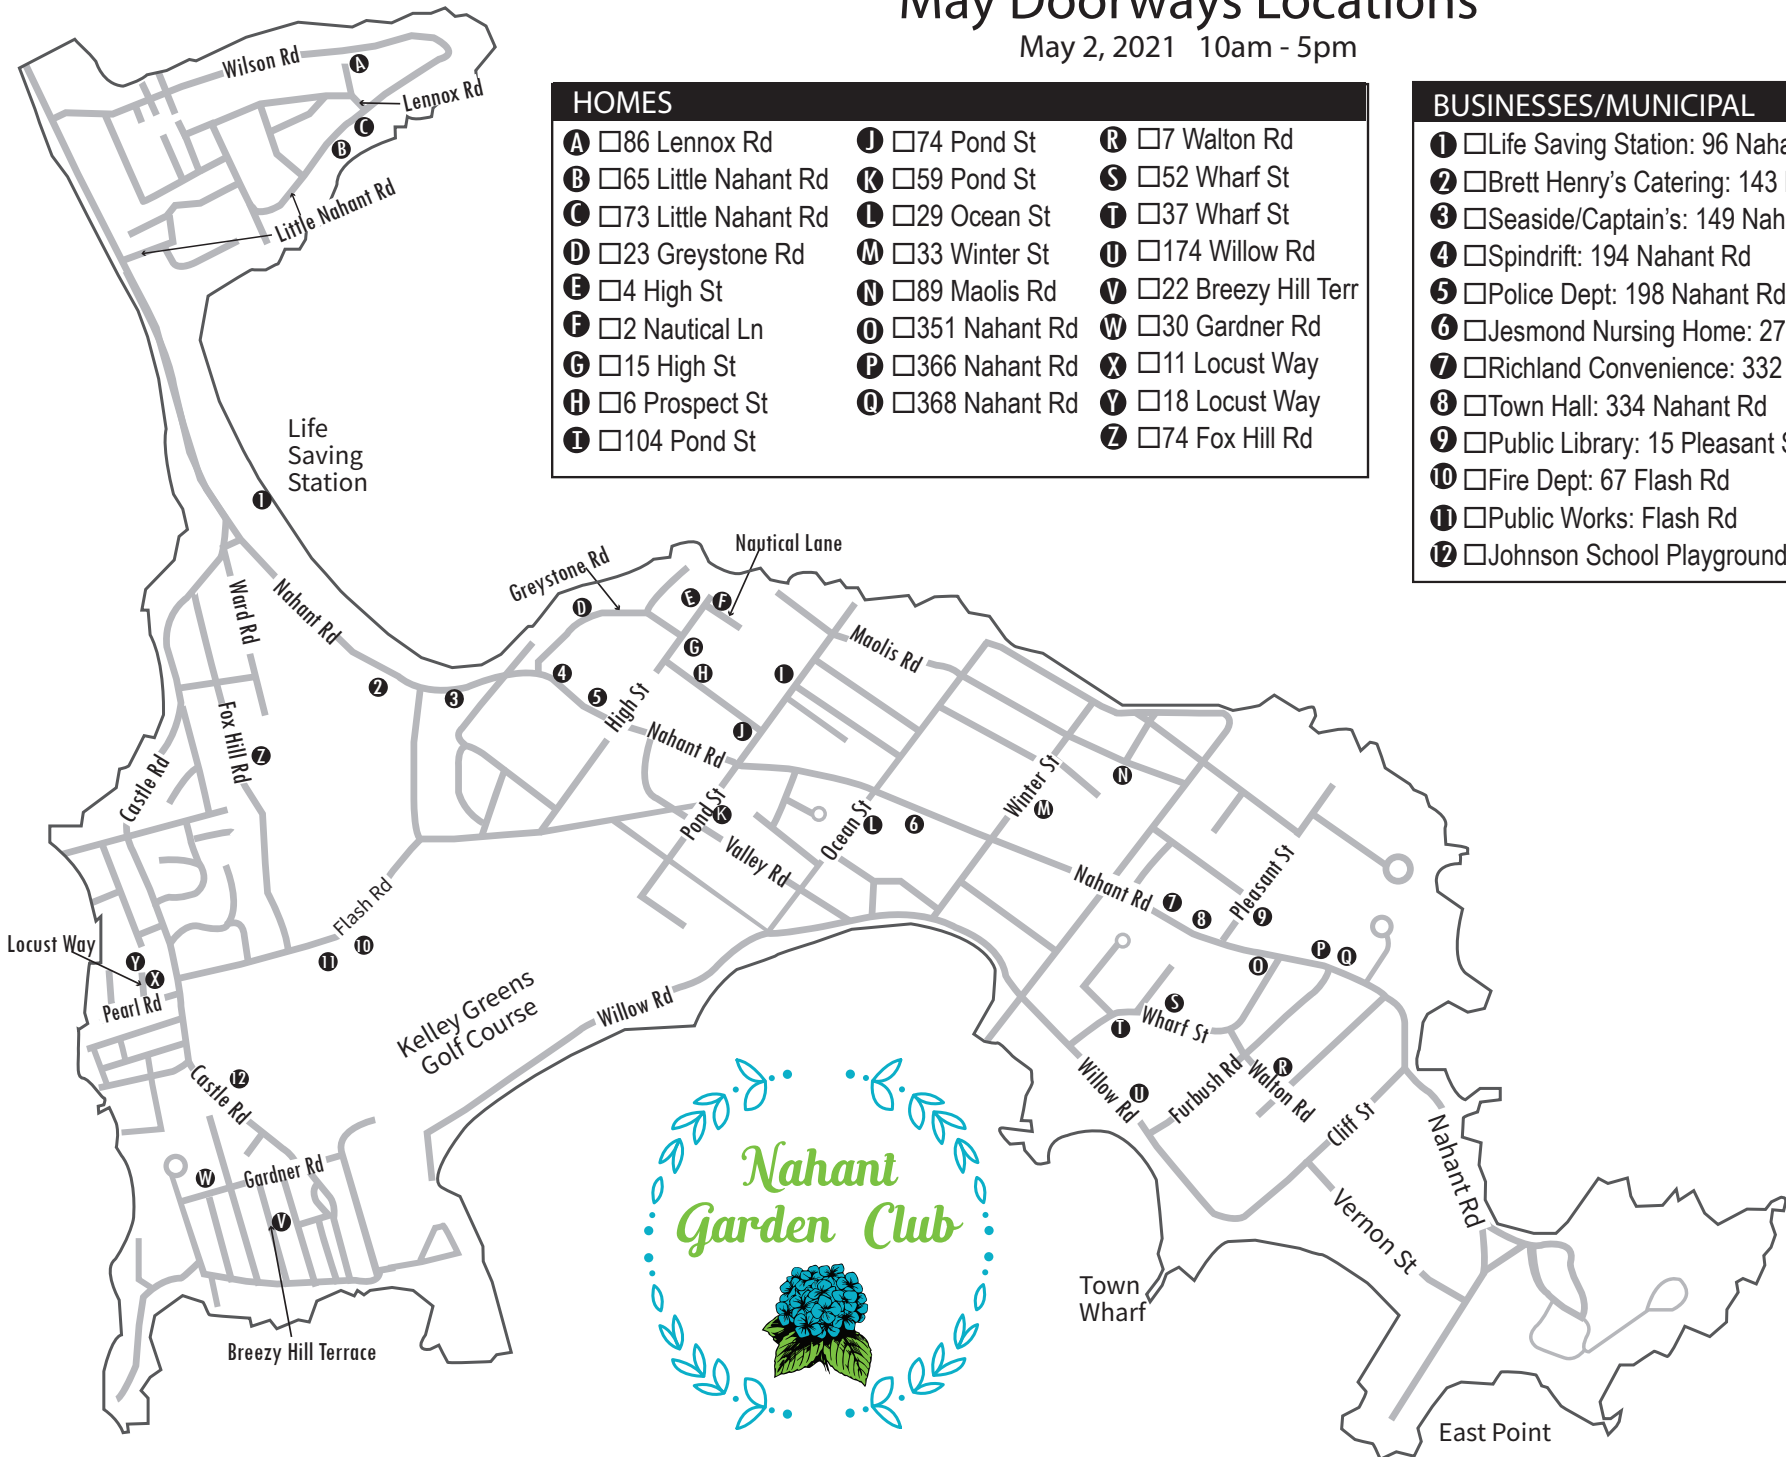 May Doorways Locations
May 2, 2021 10am - 5pm
HOMES
A □86 Lennox Rd
B □65 Little Nahant Rd
C □73 Little Nahant Rd
D □23 Greystone Rd
E □4 High St
F □2 Nautical Ln
G □15 High St
H □6 Prospect St
I □104 Pond St
J □74 Pond St
K □59 Pond St
L □29 Ocean St
M □33 Winter St
N □89 Maolis Rd
O □351 Nahant Rd
P □366 Nahant Rd
Q □368 Nahant Rd
R □7 Walton Rd
S □52 Wharf St
T □37 Wharf St
U □174 Willow Rd
V □22 Breezy Hill Terr
W □30 Gardner Rd
X □11 Locust Way
Y □18 Locust Way
Z □74 Fox Hill Rd
BUSINESSES/MUNICIPAL
1 □Life Saving Station: 96 Naha
2 □Brett Henry's Catering: 143
3 □Seaside/Captain's: 149 Nah
4 □Spindrift: 194 Nahant Rd
5 □Police Dept: 198 Nahant Rd
6 □Jesmond Nursing Home: 27
7 □Richland Convenience: 332
8 □Town Hall: 334 Nahant Rd
9 □Public Library: 15 Pleasant S
10 □Fire Dept: 67 Flash Rd
11 □Public Works: Flash Rd
12 □Johnson School Playground
Wilson Rd
A
Lennox Rd
C
B
Little Nahant Rd
Life
Saving
Station
1
Nautical Lane
Greystone Rd
Ward Rd
Nahant Rd
D
E
F
Maolis Rd
G
H
I
4
5
2
3
High St
Nahant Rd
J
Fox Hill Rd
Z
Castle Rd
Winter St
N
M
Pond St
K
Ocean St
L
6
Valley Rd
Nahant Rd
7
8
Pleasant St
9
Flash Rd
10
11
Locust Way
Y
X
Pearl Rd
P
Q
O
Kelley Greens
Golf Course
Willow Rd
S
T
Wharf St
Castle Rd
12
Willow Rd
U
Furbush Rd
R
Walton Rd
Cliff St
Nahant Rd
W
Gardner Rd
V
Vernon St
Nahant
Garden Club
Town
Wharf
Breezy Hill Terrace
East Point